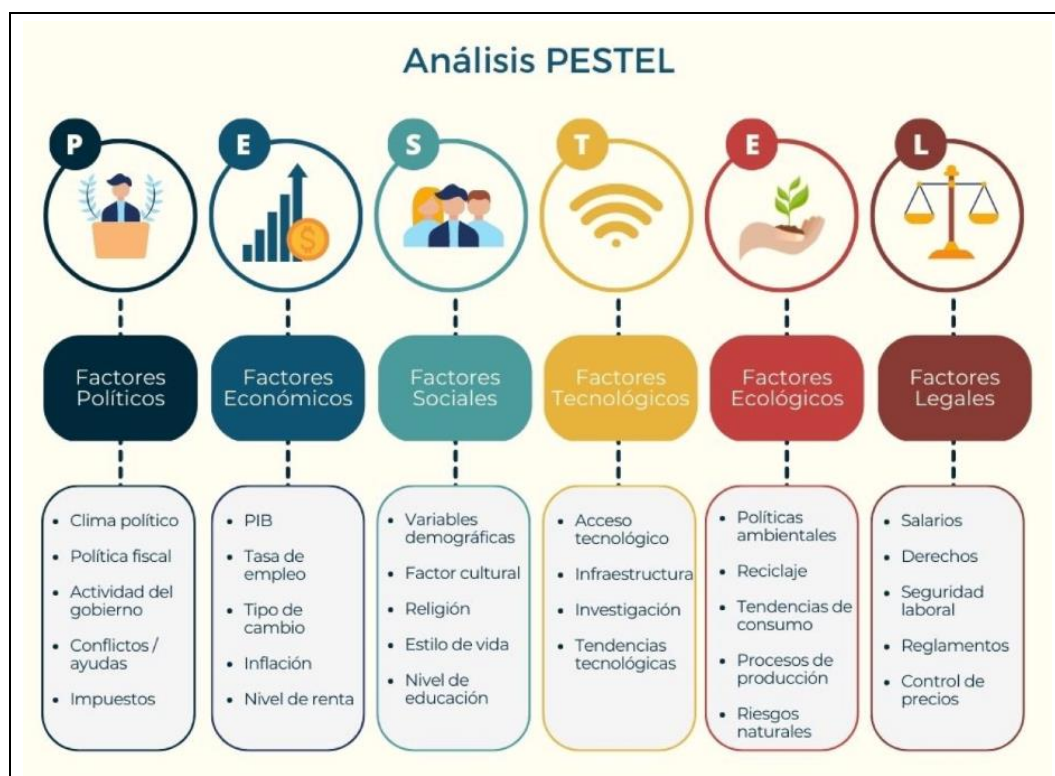 Análisis PESTEL
P
E
S
T
E
L
Factores
Políticos
Factores
Económicos
Factores
Sociales
Factores
Tecnológicos
Factores
Ecológicos
Factores
Legales
• Clima político
• Política fiscal
• Actividad del
gobierno
• Conflictos /
ayudas
• Impuestos
• PIB
• Tasa de
empleo
• Tipo de
cambio
• Inflación
• Nivel de renta
• Variables
demográficas
• Factor cultural
• Religión
• Estilo de vida
• Nivel de
educación
• Acceso
tecnológico
• Infraestructura
• Investigación
• Tendencias
tecnológicas
• Políticas
ambientales
• Reciclaje
• Tendencias de
consumo
• Procesos de
producción
• Riesgos
naturales
• Salarios
• Derechos
• Seguridad
laboral
• Reglamentos
• Control de
precios